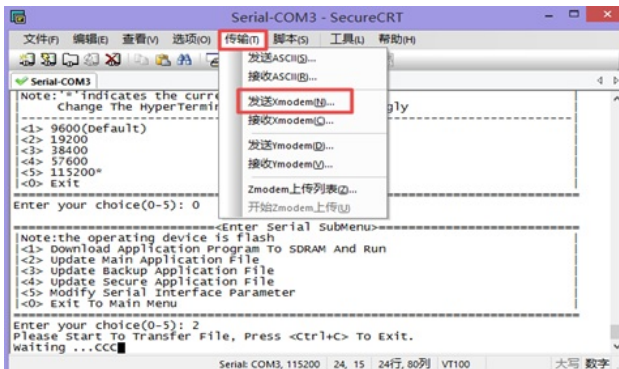 Serial-COM3 - SecureCRT
文件(F) 编辑(E) 查看(V) 选项(O) 传输(T) 脚本(S) 工具(L) 帮助(H)
Serial-COM3
发送ASCII(S)...
接收ASCII(R)...
发送Xmodem(N)...
接收Xmodem(C)...
发送Ymodem(D)...
接收Ymodem(V)...
Zmodem上传列表(Z)...
开始Zmodem上传(U)
|Note:'*'indicates the curre
Change The HyperTermin gly
|<1> 9600(Default)
|<2> 19200
|<3> 38400
|<4> 57600
|<5> 115200*
|<0> Exit
Enter your choice(0-5): 0
<Enter Serial SubMenu>
|Note:the operating device is flash
|<1> Download Application Program To SDRAM And Run
|<2> Update Main Application File
|<3> Update Backup Application File
|<4> Update Secure Application File
|<5> Modify Serial Interface Parameter
|<0> Exit To Main Menu
Enter your choice(0-5): 2
Please Start To Transfer File, Press <Ctrl+C> To Exit.
Waiting ...CCC
Serial: COM3, 115200 24, 15 24行, 80列 VT100 大写 数字